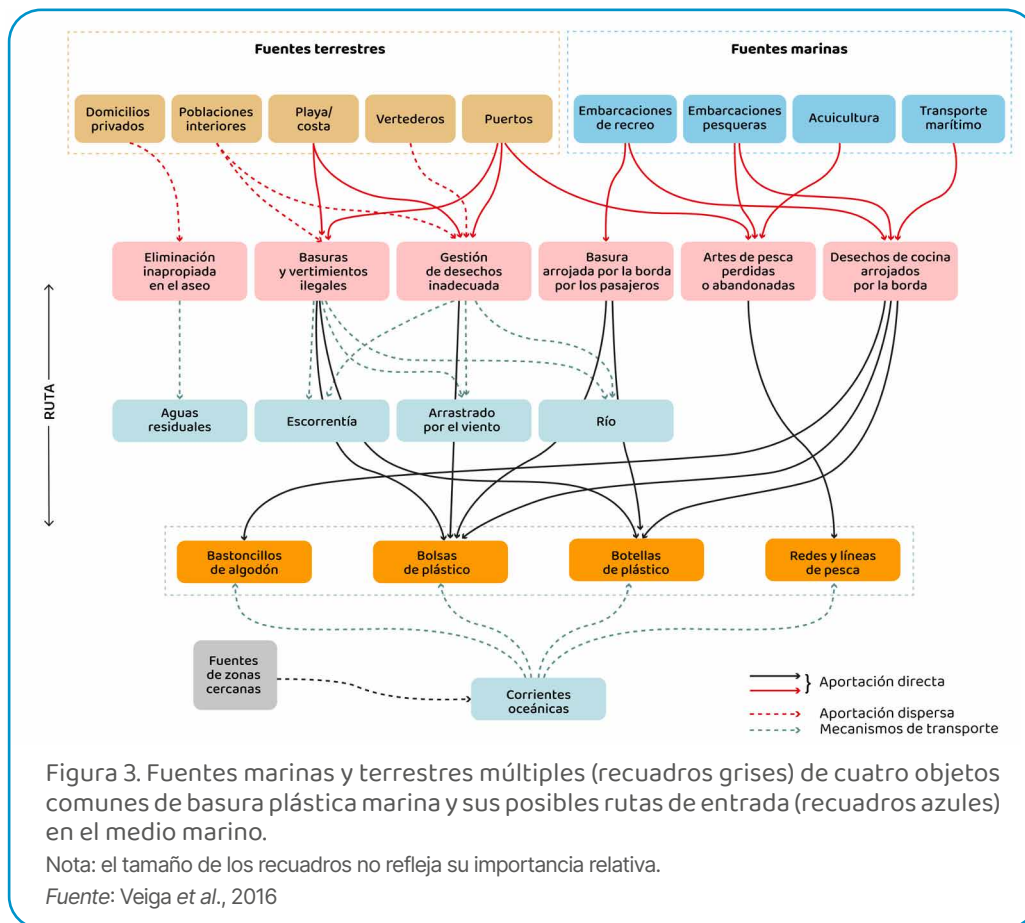 Fuentes terrestres
Fuentes marinas
Domicilios
privados
Poblaciones
interiores
Playa/
costa
Vertederos
Puertos
Embarcaciones
de recreo
Embarcaciones
pesqueras
Acuicultura
Transporte
marítimo
Eliminación
inapropiada
en el aseo
Basuras
y vertimientos
ilegales
Gestión
de desechos
inadecuada
Basura
arrojada por la borda
por los pasajeros
Artes de pesca
perdidas
o abandonadas
Desechos de cocina
arrojados
por la borda
RUTA
Aguas
residuales
Escorrentía
Arrastrado
por el viento
Río
Bastoncillos
de algodón
Bolsas
de plástico
Botellas
de plástico
Redes y líneas
de pesca
Fuentes
de zonas
cercanas
Corrientes
oceánicas
} Aportación directa
Aportación dispersa
Mecanismos de transporte
Figura 3. Fuentes marinas y terrestres múltiples (recuadros grises) de cuatro objetos
comunes de basura plástica marina y sus posibles rutas de entrada (recuadros azules)
en el medio marino.
Nota: el tamaño de los recuadros no refleja su importancia relativa.
Fuente: Veiga et al., 2016